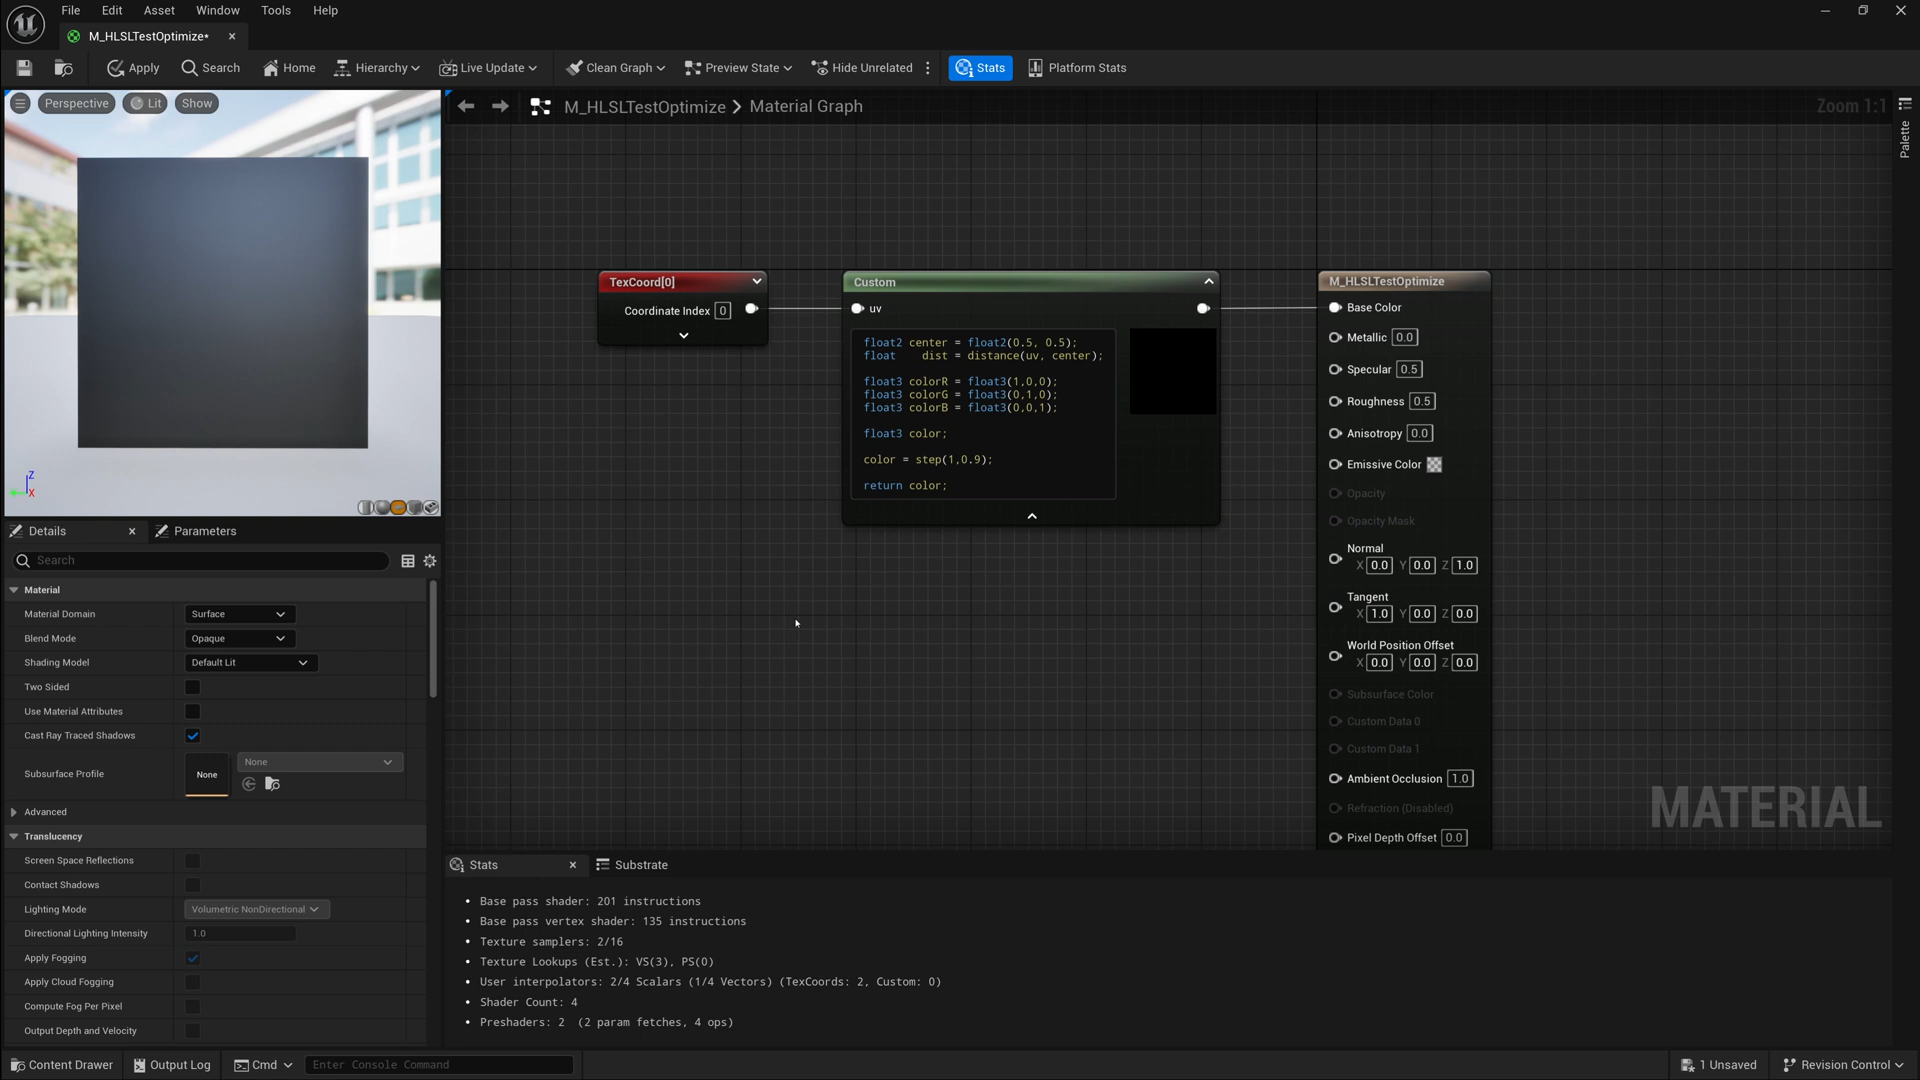 File Edit Asset Window Tools Help
M_HLSLTestOptimize*
Apply Search Home Hierarchy Live Update Clean Graph Preview State Hide Unrelated Stats Platform Stats
Perspective Lit Show
M_HLSLTestOptimize > Material Graph
Zoom 1:1
Palette
TexCoord[0]
Coordinate Index 0
Custom
uv
float2 center = float2(0.5, 0.5);
float dist = distance(uv, center);
float3 colorR = float3(1,0,0);
float3 colorG = float3(0,1,0);
float3 colorB = float3(0,0,1);
float3 color;
color = step(1,0.9);
return color;
M_HLSLTestOptimize
Base Color
Metallic 0.0
Specular 0.5
Roughness 0.5
Anisotropy 0.0
Emissive Color
Opacity
Opacity Mask
Normal
X 0.0 Y 0.0 Z 1.0
Tangent
X 1.0 Y 0.0 Z 0.0
World Position Offset
X 0.0 Y 0.0 Z 0.0
Subsurface Color
Custom Data 0
Custom Data 1
Ambient Occlusion 1.0
Refraction (Disabled)
Pixel Depth Offset 0.0
MATERIAL
Z
X
Details Parameters
Search
Material
Material Domain Surface
Blend Mode Opaque
Shading Model Default Lit
Two Sided
Use Material Attributes
Cast Ray Traced Shadows
Subsurface Profile None None
Advanced
Translucency
Screen Space Reflections
Contact Shadows
Lighting Mode Volumetric NonDirectional
Directional Lighting Intensity 1.0
Apply Fogging
Apply Cloud Fogging
Compute Fog Per Pixel
Output Depth and Velocity
Stats Substrate
• Base pass shader: 201 instructions
• Base pass vertex shader: 135 instructions
• Texture samplers: 2/16
• Texture Lookups (Est.): VS(3), PS(0)
• User interpolators: 2/4 Scalars (1/4 Vectors) (TexCoords: 2, Custom: 0)
• Shader Count: 4
• Preshaders: 2 (2 param fetches, 4 ops)
Content Drawer Output Log Cmd Enter Console Command 1 Unsaved Revision Control